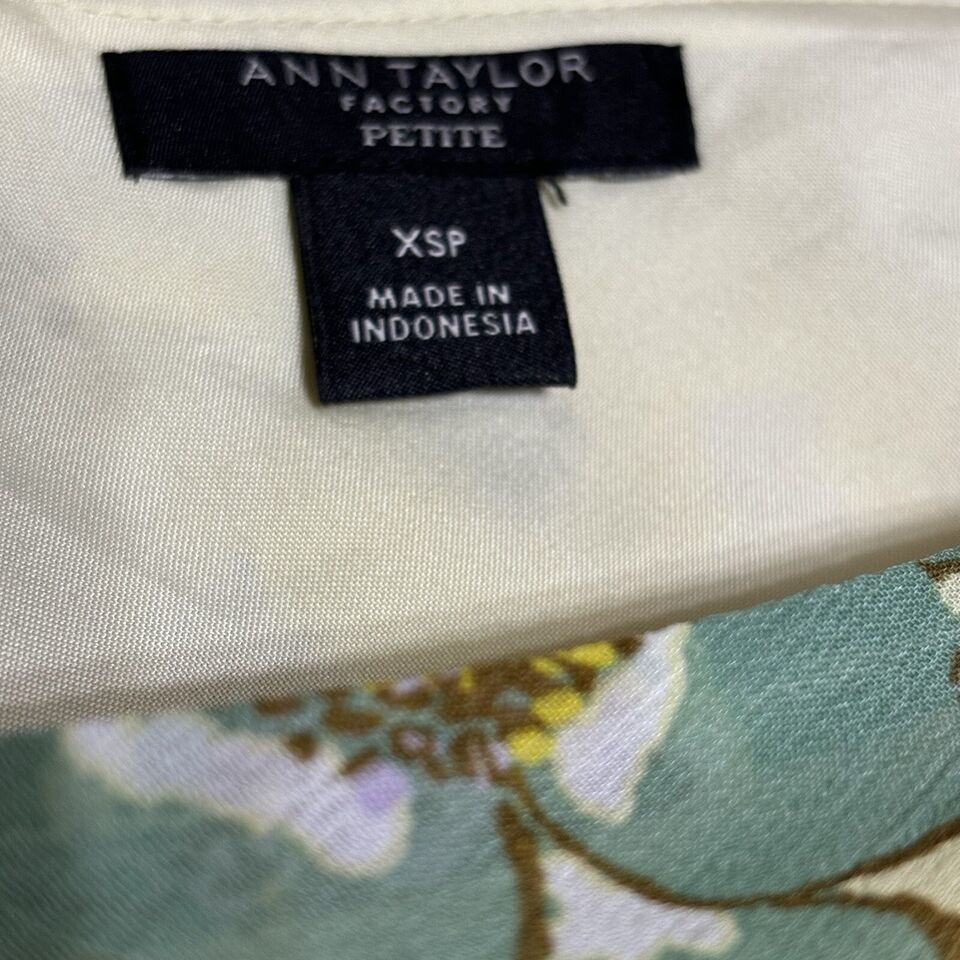 ANN TAYLOR
FACTORY
PETITE
XSP
MADE IN
INDONESIA